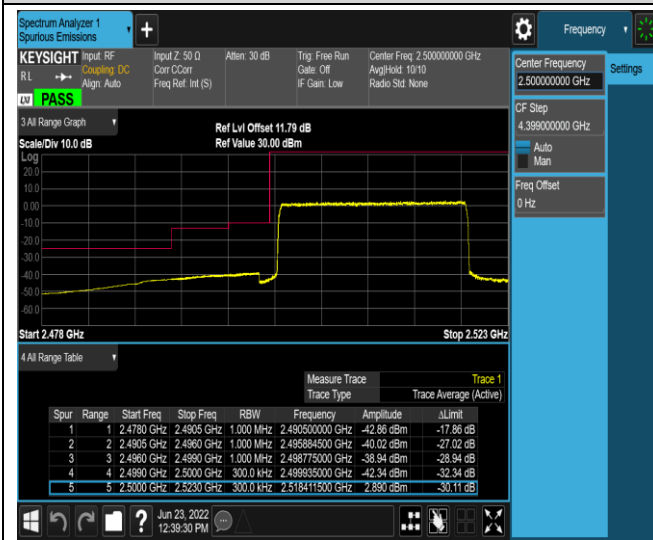 Spectrum Analyzer 1
Spurious Emissions
+
Frequency
KEYSIGHT
RL
Input: RF
Coupling: DC
Align: Auto
Input Z: 50 Ω
Corr CCorr
Freq Ref: Int (S)
Atten: 30 dB
Trig: Free Run
Gate: Off
IF Gain: Low
Center Freq: 2.500000000 GHz
Avg|Hold: 10/10
Radio Std: None
LXI
PASS
Center Frequency
2.500000000 GHz
Settings
CF Step
4.399000000 GHz
Auto
Man
Freq Offset
0 Hz
3 All Range Graph
Scale/Div 10.0 dB
Ref Lvl Offset 11.79 dB
Ref Value 30.00 dBm
Log
20.0
10.0
0.00
-10.0
-20.0
-30.0
-40.0
-50.0
-60.0
Start 2.478 GHz
Stop 2.523 GHz
4 All Range Table
Measure Trace Trace 1
Trace Type Trace Average (Active)
Spur Range Start Freq Stop Freq RBW Frequency Amplitude ΔLimit
1 1 2.4780 GHz 2.4905 GHz 1.000 MHz 2.490500000 GHz -42.86 dBm -17.86 dB
2 2 2.4905 GHz 2.4960 GHz 1.000 MHz 2.495884500 GHz -40.02 dBm -27.02 dB
3 3 2.4960 GHz 2.4990 GHz 1.000 MHz 2.498775000 GHz -38.94 dBm -28.94 dB
4 4 2.4990 GHz 2.5000 GHz 300.0 kHz 2.499935000 GHz -42.34 dBm -32.34 dB
5 5 2.5000 GHz 2.5230 GHz 300.0 kHz 2.518411500 GHz 2.890 dBm -30.11 dB
?
Jun 23, 2022
12:39:30 PM